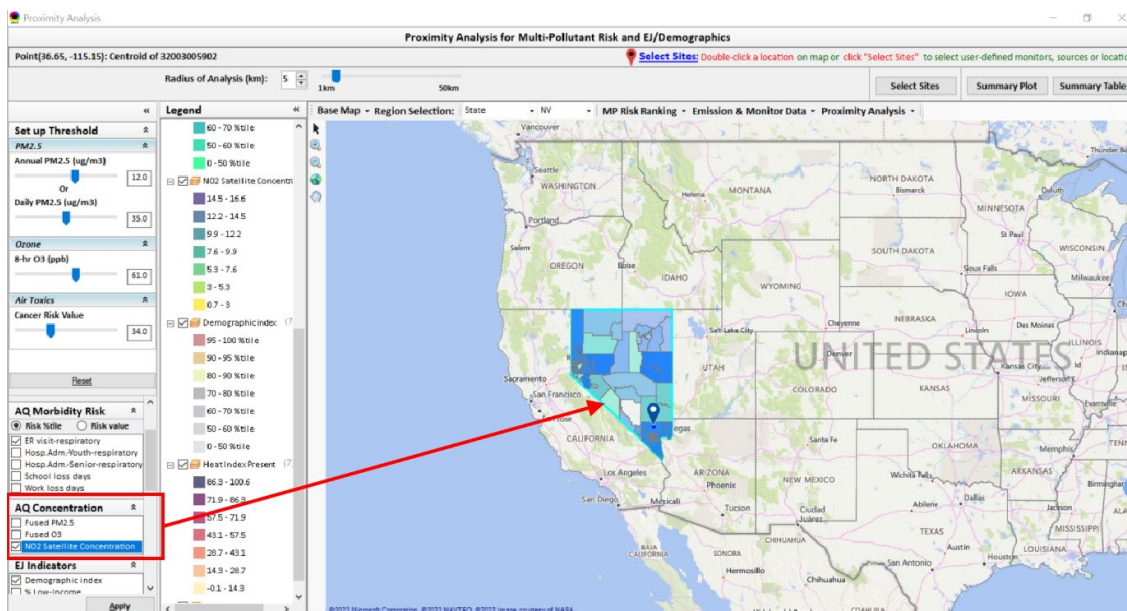 Proximity Analysis
Proximity Analysis for Multi-Pollutant Risk and EJ/Demographics
Point(36.65, -115.15): Centroid of 32003005902
Select Sites: Double-click a location on map or click "Select Sites" to select user-defined monitors, sources or locatio
Radius of Analysis (km): 5
1km 50km
Select Sites Summary Plot Summary Table
Set up Threshold
PM2.5
Annual PM2.5 (ug/m3)
12.0
Or
Daily PM2.5 (ug/m3)
35.0
Ozone
8-hr O3 (ppb)
61.0
Air Toxics
Cancer Risk Value
34.0
Reset
AQ Morbidity Risk
Risk %tile Risk value
ER visit-respiratory
Hosp.Adm.-Youth-respiratory
Hosp.Adm.-Senior-respiratory
School loss days
Work loss days
AQ Concentration
Fused PM2.5
Fused O3
NO2 Satellite Concentration
EJ Indicators
Demographic index
% Low-Income
Apply
Legend
60 - 70 %tile
50 - 60 %tile
0 - 50 %tile
NO2 Satellite Concentr
14.5 - 16.6
12.2 - 14.5
9.9 - 12.2
7.6 - 9.9
5.3 - 7.6
3 - 5.3
0.7 - 3
Demographic index (7
95 - 100 %tile
90 - 95 %tile
80 - 90 %tile
70 - 80 %tile
60 - 70 %tile
50 - 60 %tile
0 - 50 %tile
HeatIndexPresent (7
86.3 - 100.6
71.9 - 86.3
57.5 - 71.9
43.1 - 57.5
28.7 - 43.1
14.3 - 28.7
-0.1 - 14.3
Base Map Region Selection: State NV MP Risk Ranking Emission & Monitor Data Proximity Analysis
Vancouver
Thunder Ba
Seattle
WASHINGTON
Helena
MONTANA
NORTH DAKOTA
Bismarck
Duluth
MINNESOTA
Portland
Salem
St Paul
WISCONSIN
OREGON
Boise
IDAHO
SOUTH DAKOTA
Sioux Falls
Milwaukee
WYOMING
IOWA
NEBRASKA
Salt Lake City
Cheyenne
Lincoln
Des Moines
ILLINOIS
UNITED STATES
Indianap
UTAH
Denver
Sacramento
San Francisco
COLORADO
KANSAS
Kansas City
Jefferson C
MISSOURI
Evansville
CALIFORNIA
egas
Santa Fe
OKLAHOMA
Memphis
TENN
Los Angeles
ARIZONA
Phoenix
NEW MEXICO
Wichita Falls
ARKANSAS
Birmingham
San Diego
Mexicali
Tucson
Ciudad
Juárez
Abilene
Dallas
Jackson
ALA
MISSISSIPPI
TEXAS
BAJA
CALIFORNIA
SONORA
CHIHUAHUA
Austin
Houston
LOUISIANA
San Antonio
Hermosillo
Chihuahua
COAHUILA
©2022 Microsoft Corporation, ©2022 NAVTEQ, ©2022 Image courtesy of NASA